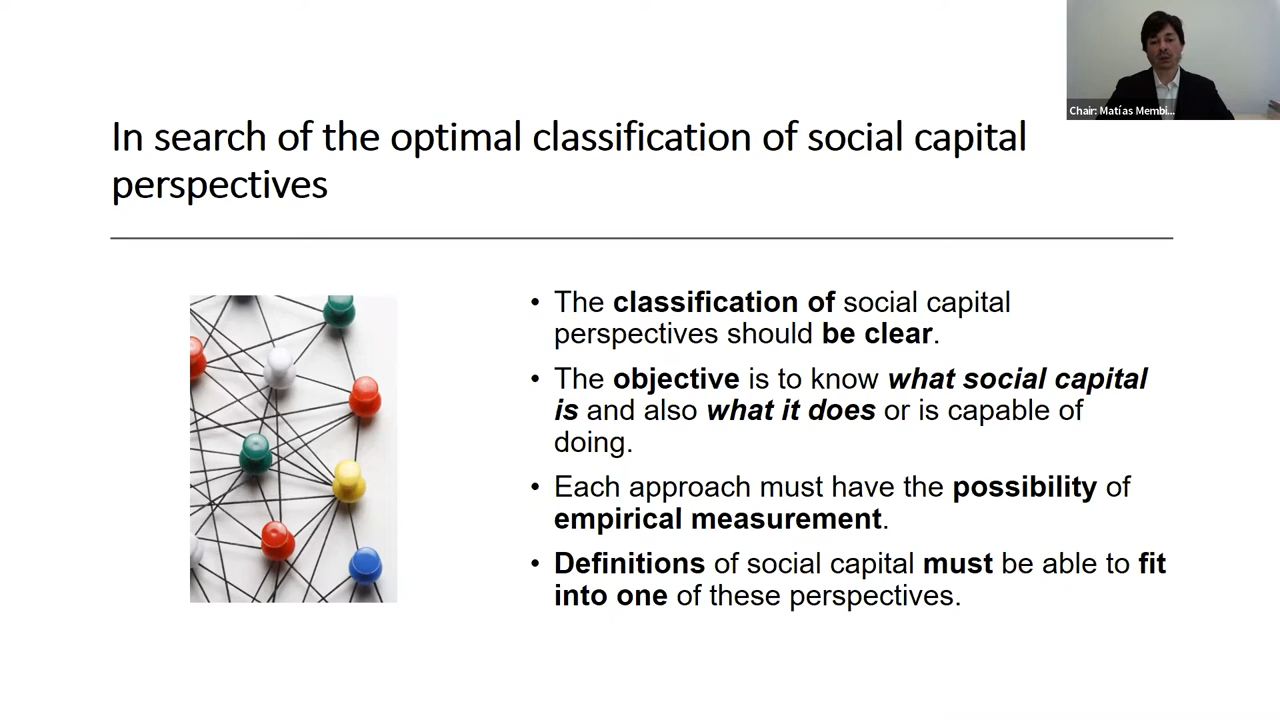 Chair: Matías Membi...
In search of the optimal classification of social capital
perspectives
• The classification of social capital
perspectives should be clear.
• The objective is to know what social capital
is and also what it does or is capable of
doing.
• Each approach must have the possibility of
empirical measurement.
• Definitions of social capital must be able to fit
into one of these perspectives.